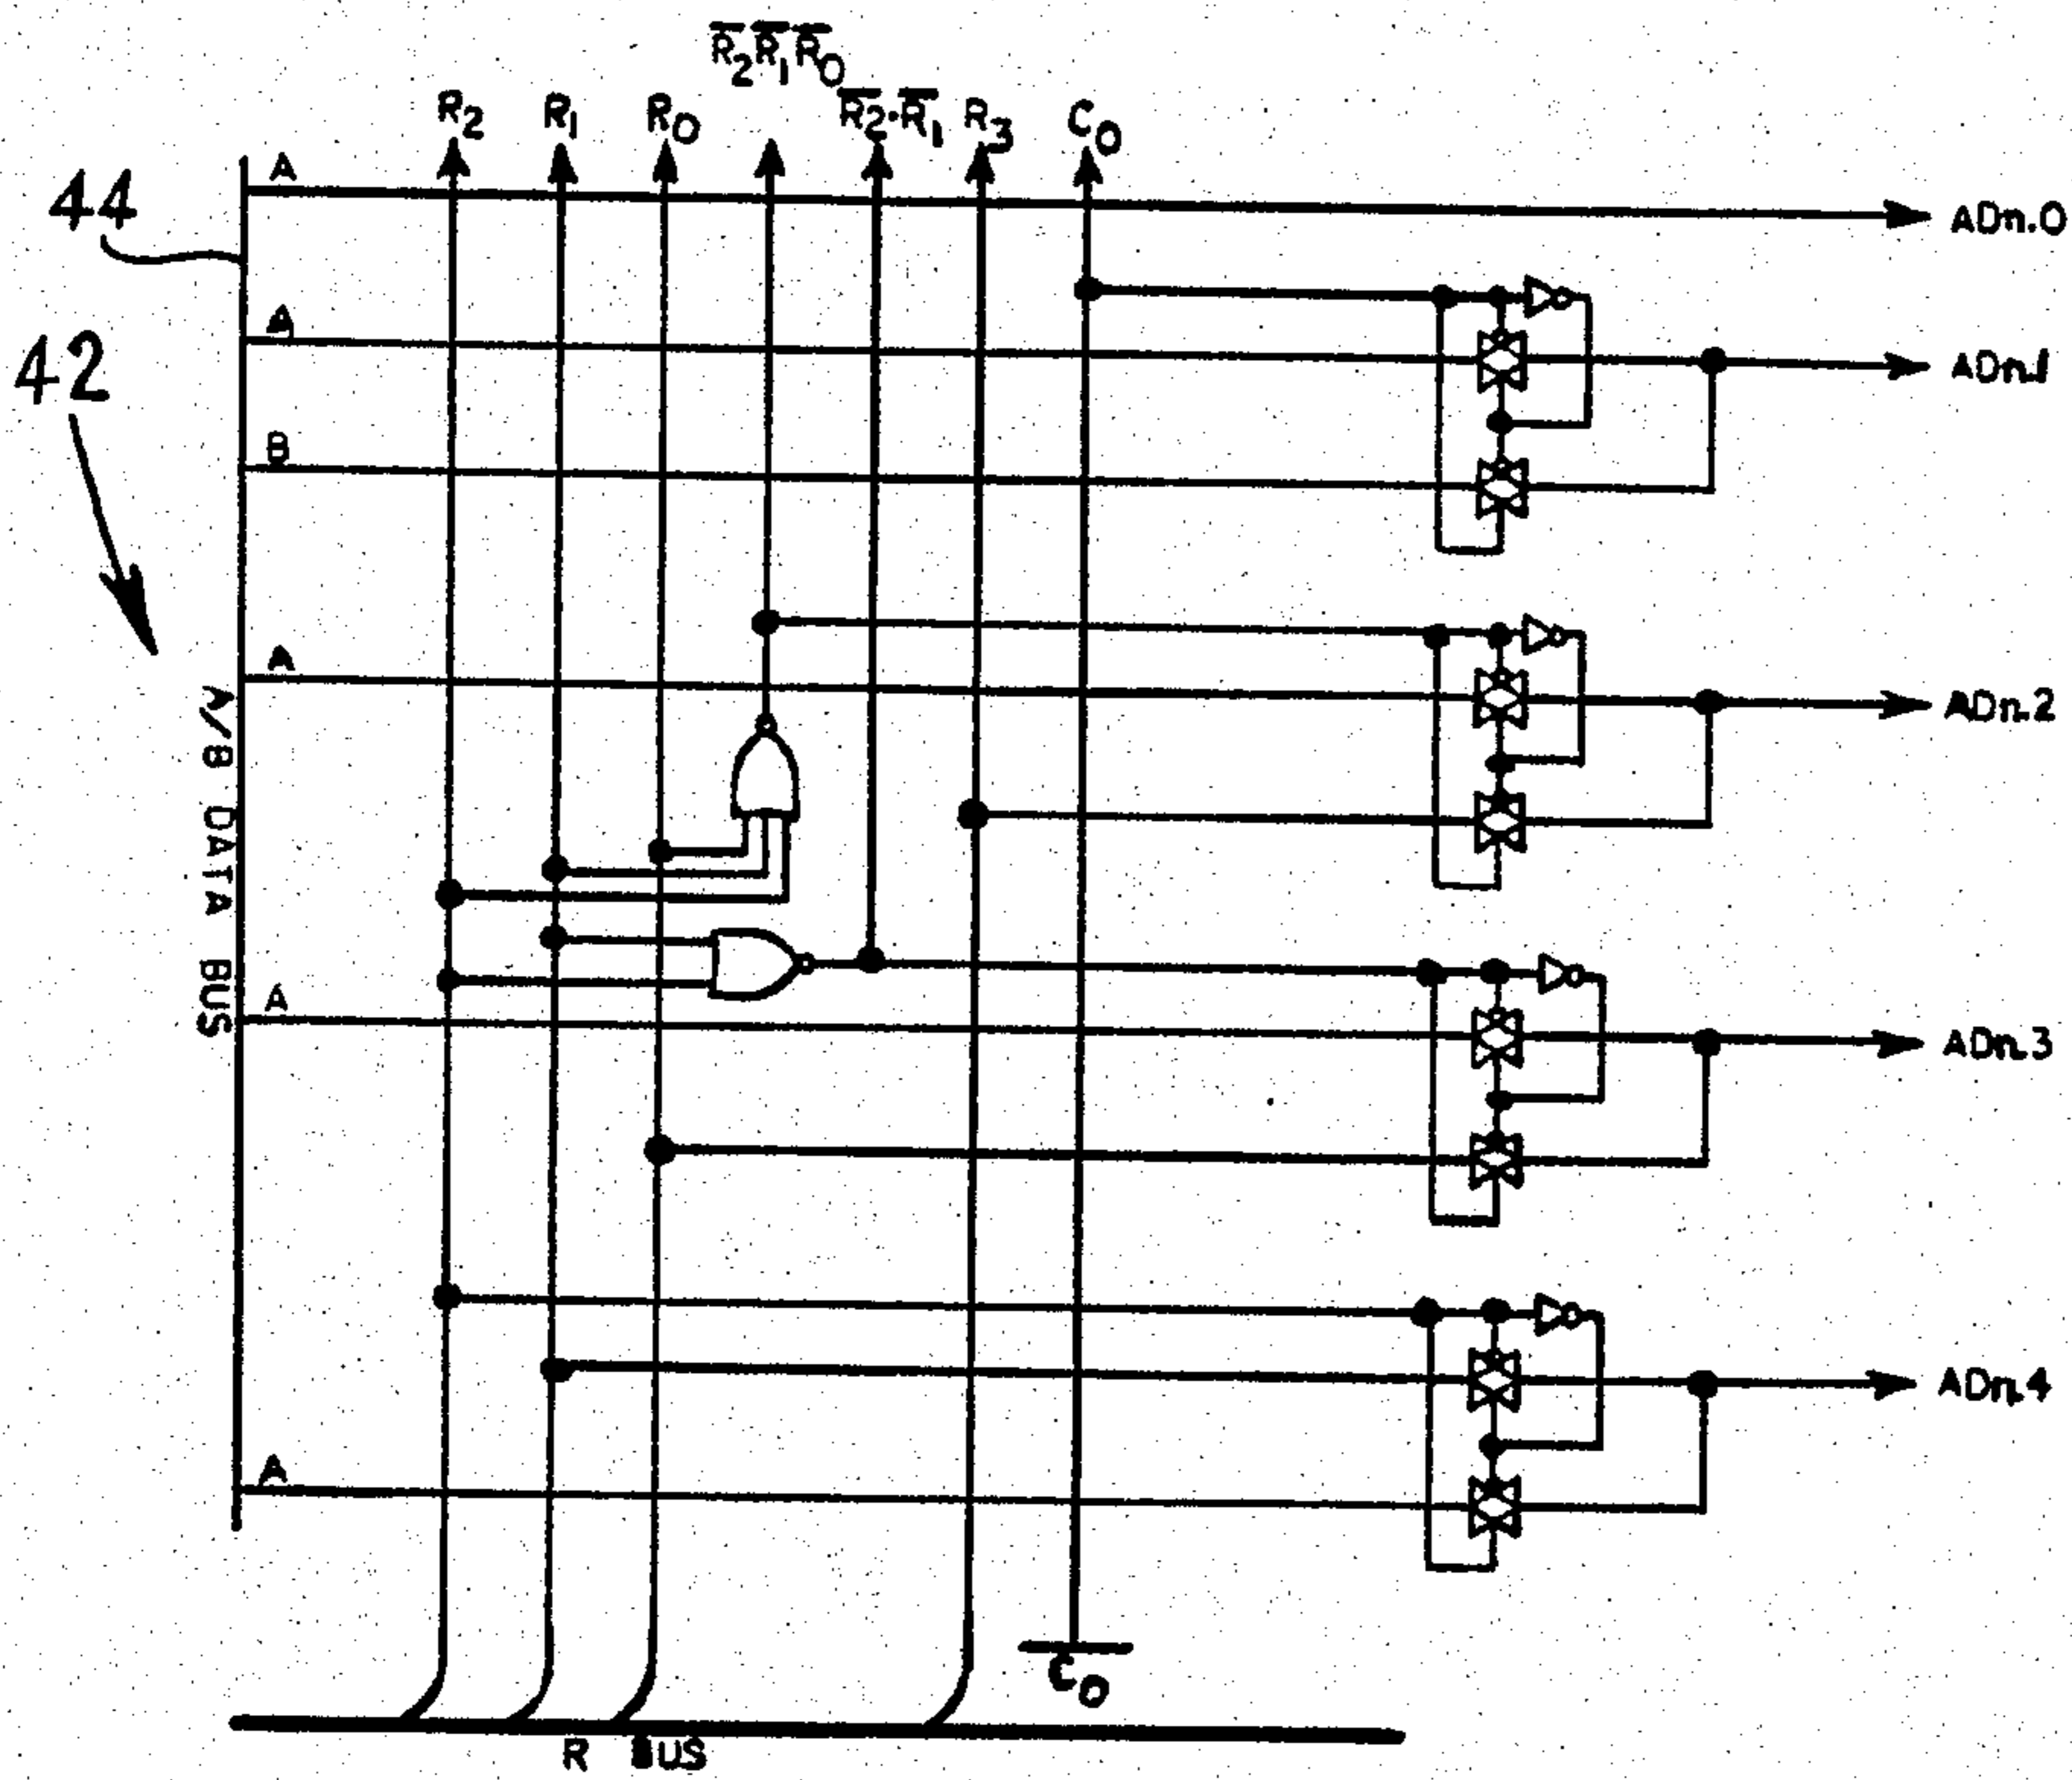 R̅₂R̅₁R̅₀
R₂ R₁ R₀ R̅₂·R̅₁ R₃ C₀
A
44
ADn.0
A
42
ADn.1
B
A
ADn.2
A/B DATA BUS
A
ADn.3
ADn.4
A
C₀
R BUS